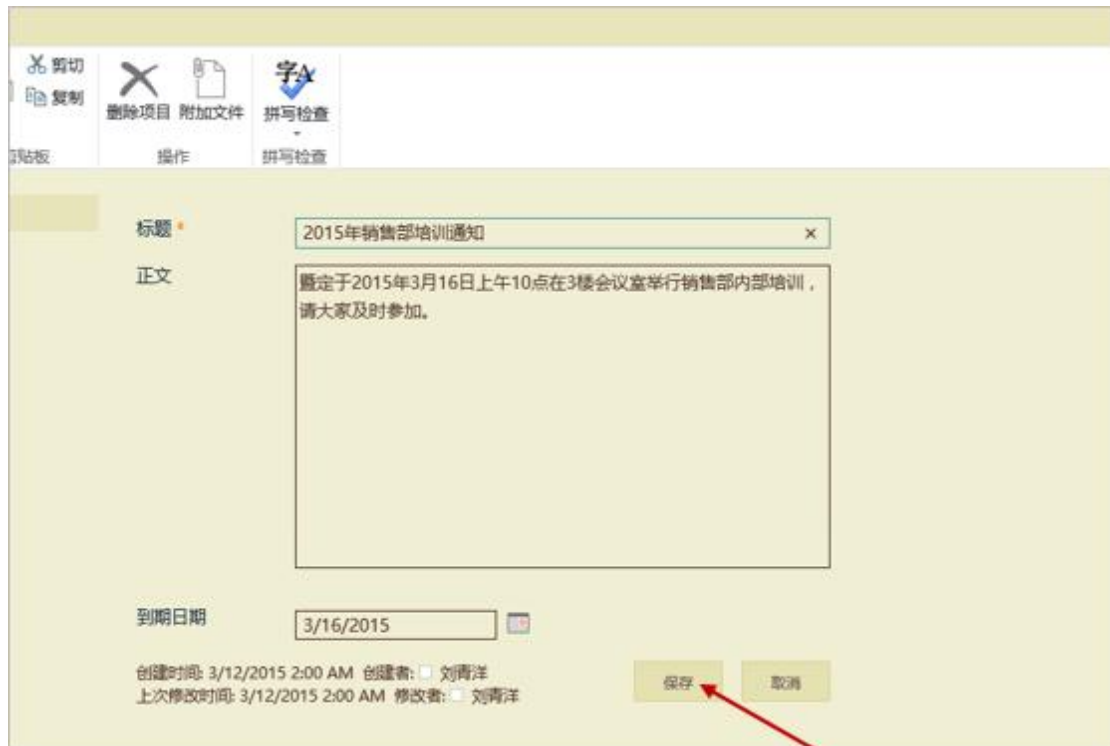 剪切
复制
删除项目 附加文件
拼写检查
剪贴板
操作
拼写检查
标题 *
2015年销售部培训通知 ×
正文
暨定于2015年3月16日上午10点在3楼会议室举行销售部内部培训，
请大家及时参加。
到期日期
3/16/2015
创建时间: 3/12/2015 2:00 AM 创建者: 刘青洋
上次修改时间: 3/12/2015 2:00 AM 修改者: 刘青洋
保存
取消